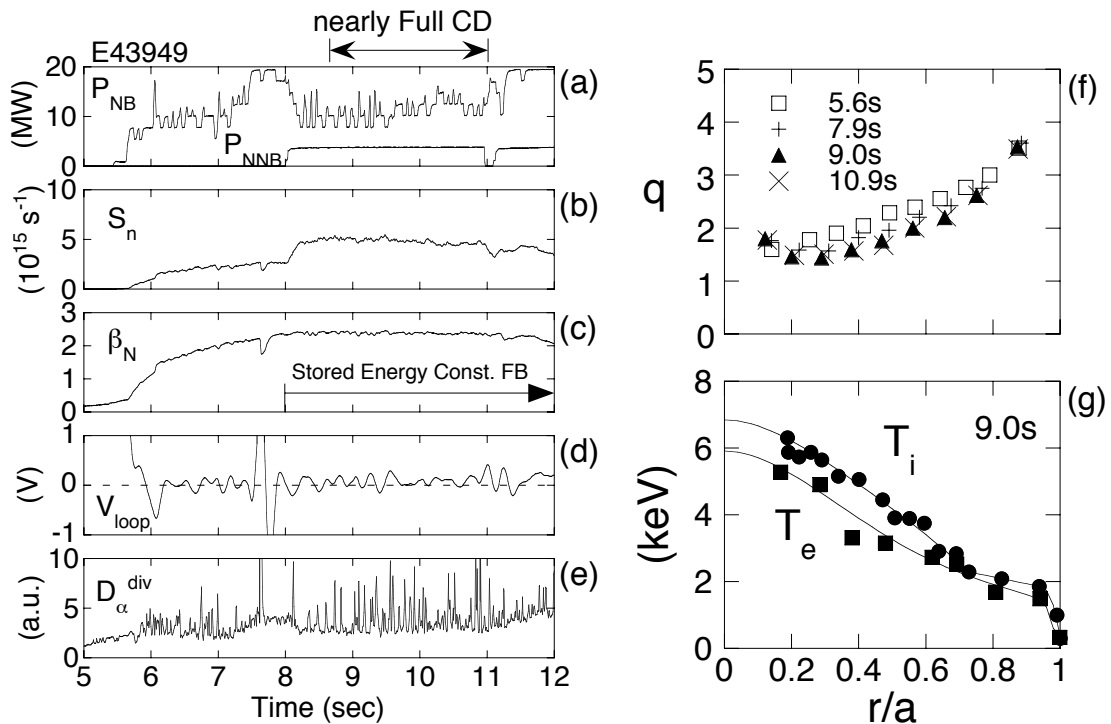 nearly Full CD
E43949
(a)
P_NB
P_NNB
(MW)
20
10
0
(b)
S_n
(10^15 s^-1)
10
5
0
(c)
β_N
Stored Energy Const. FB
3
2
1
0
(d)
V_loop
(V)
1
0
-1
(e)
D_α^div
(a.u.)
10
5
0
5 6 7 8 9 10 11 12
Time (sec)
(f)
q
5
4
3
2
1
0
5.6s
7.9s
9.0s
10.9s
(g)
9.0s
T_i
T_e
(keV)
8
6
4
2
0
0 0.2 0.4 0.6 0.8 1
r/a